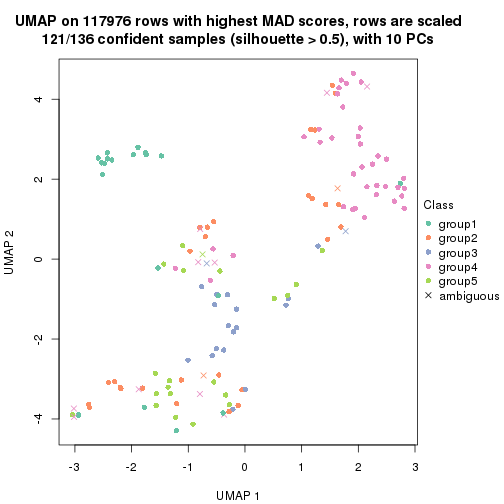 UMAP on 117976 rows with highest MAD scores, rows are scaled
121/136 confident samples (silhouette > 0.5), with 10 PCs
4
2
0
-2
-4
UMAP 2
-3
-2
-1
0
1
2
3
UMAP 1
Class
group1
group2
group3
group4
group5
ambiguous